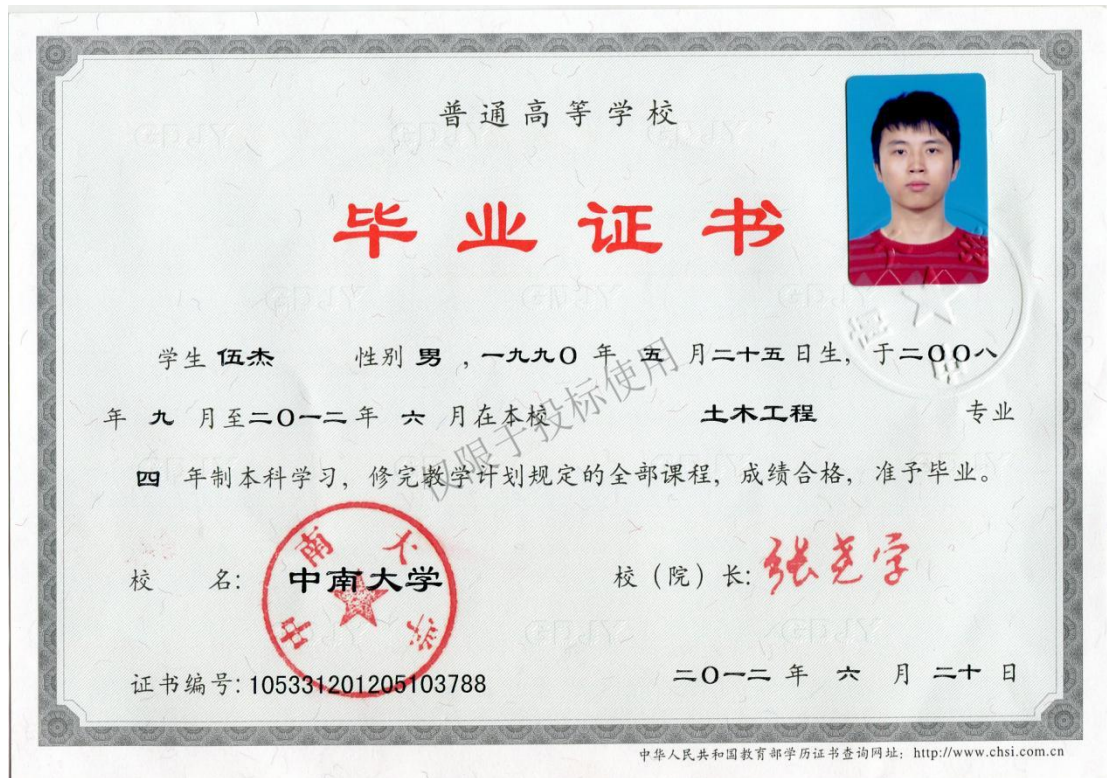 普通高等学校
毕业证书
学生 伍杰 性别 男 ,一九九0 年 五 月二十五日生, 于二00八
年 九 月至二0一二年 六 月在本校 土木工程 专业
四 年制本科学习, 修完教学计划规定的全部课程, 成绩合格, 准予毕业。
仅限于投标使用
校 名: 中南大学
中南大学
校(院)长: 张尧学
证书编号: 105331201205103788
二0一二 年 六 月 二十 日
中华人民共和国教育部学历证书查询网址: http://www.chsi.com.cn